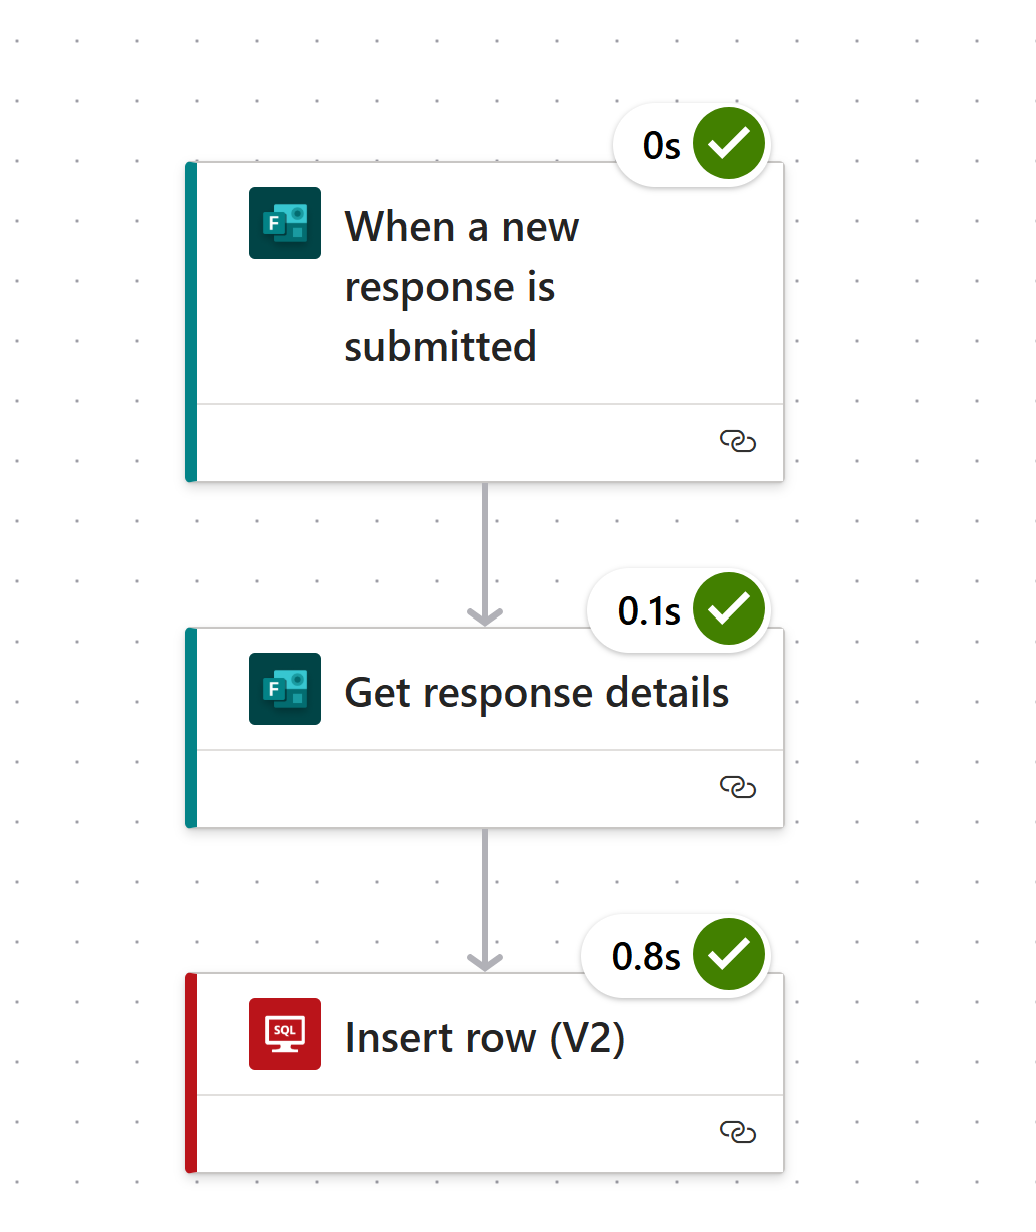 0s
F
When a new
response is
submitted
0.1s
F
Get response details
0.8s
SQL
Insert row (V2)